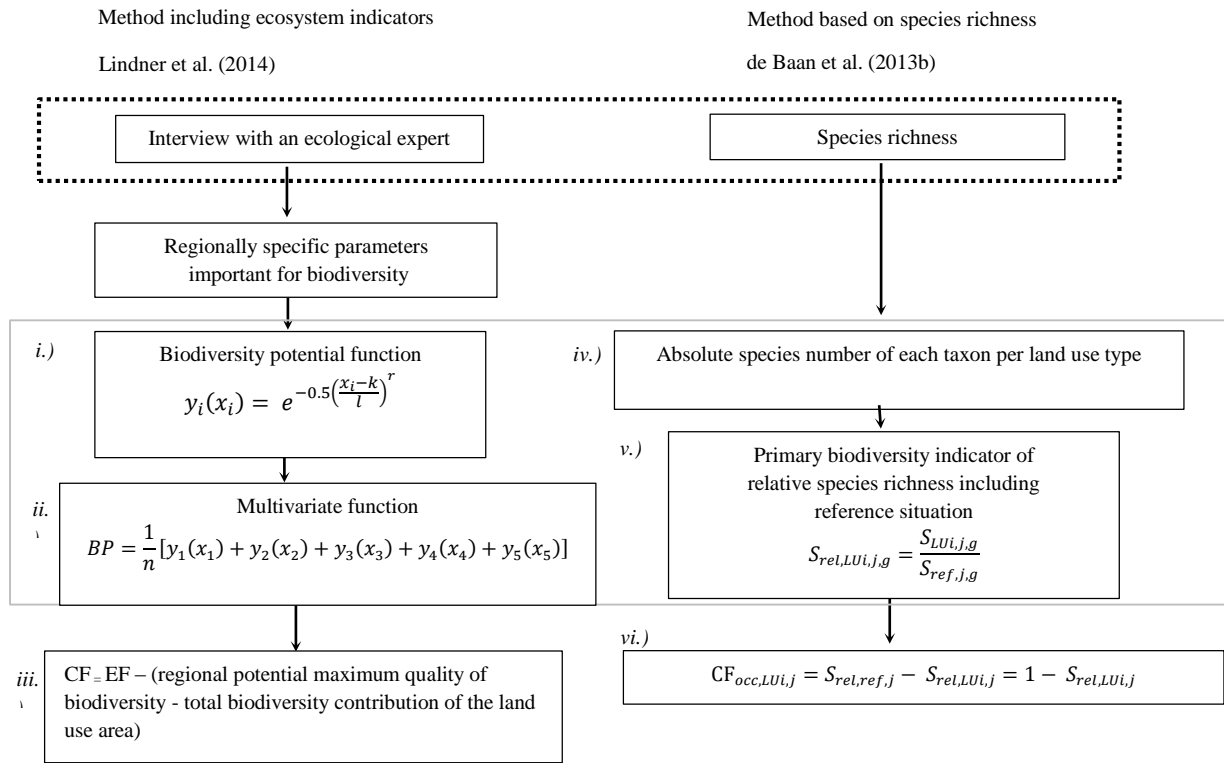 Method including ecosystem indicators
Lindner et al. (2014)
Method based on species richness
de Baan et al. (2013b)
Interview with an ecological expert
Species richness
Regionally specific parameters
important for biodiversity
i.)
Biodiversity potential function
y_i(x_i) = e^{-0.5((x_i−k)/l)^r}
iv.)
Absolute species number of each taxon per land use type
v.)
Primary biodiversity indicator of
relative species richness including
reference situation
S_{rel,LUi,j,g} = S_{LUi,j,g}/S_{ref,j,g}
ii.
Multivariate function
BP = 1/n [y_1(x_1) + y_2(x_2) + y_3(x_3) + y_4(x_4) + y_5(x_5)]
iii.
CF = EF – (regional potential maximum quality of
biodiversity - total biodiversity contribution of the land
use area)
vi.)
CF_{occ,LUi,j} = S_{rel,ref,j} − S_{rel,LUi,j} = 1 − S_{rel,LUi,j}